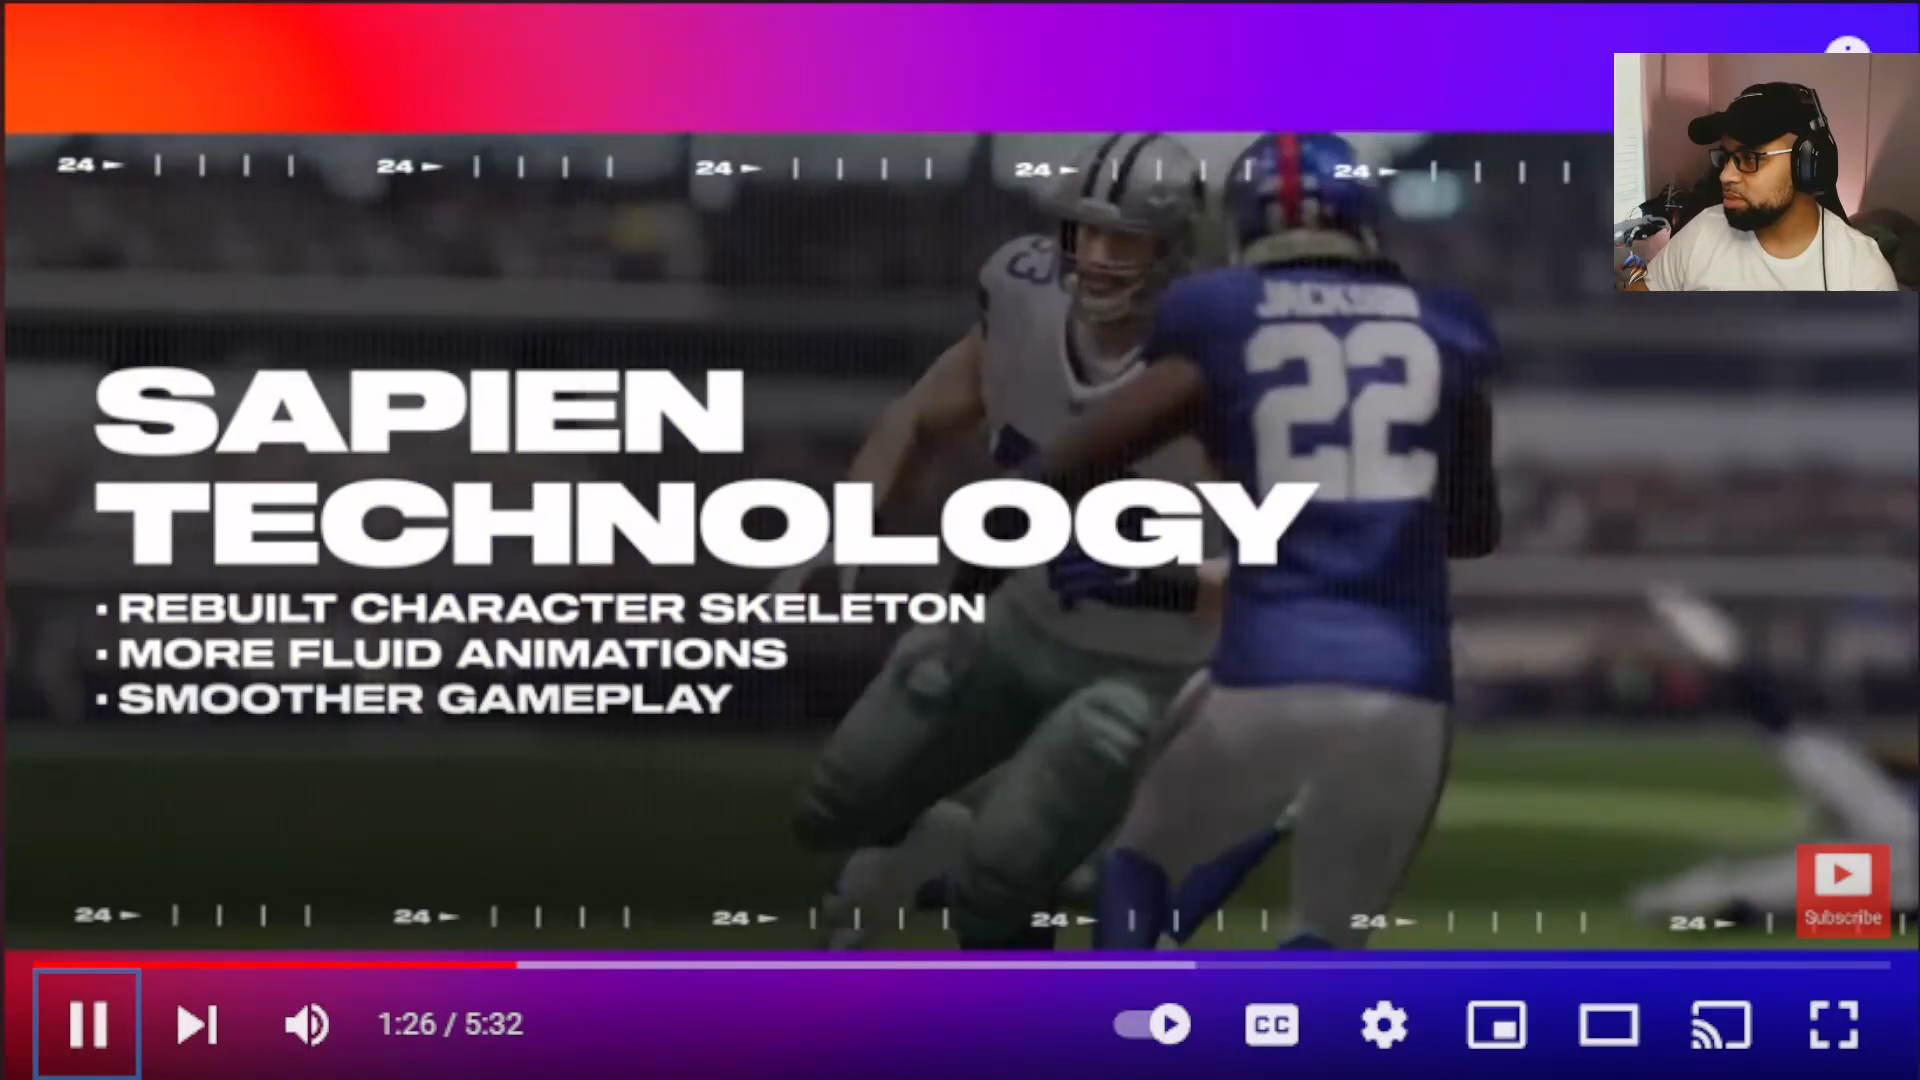 24 24 24 24 24
33
JACKSON
22
SAPIEN
TECHNOLOGY
· REBUILT CHARACTER SKELETON
· MORE FLUID ANIMATIONS
· SMOOTHER GAMEPLAY
Subscribe
24 24 24 24 24 24
1:26 / 5:32
CC